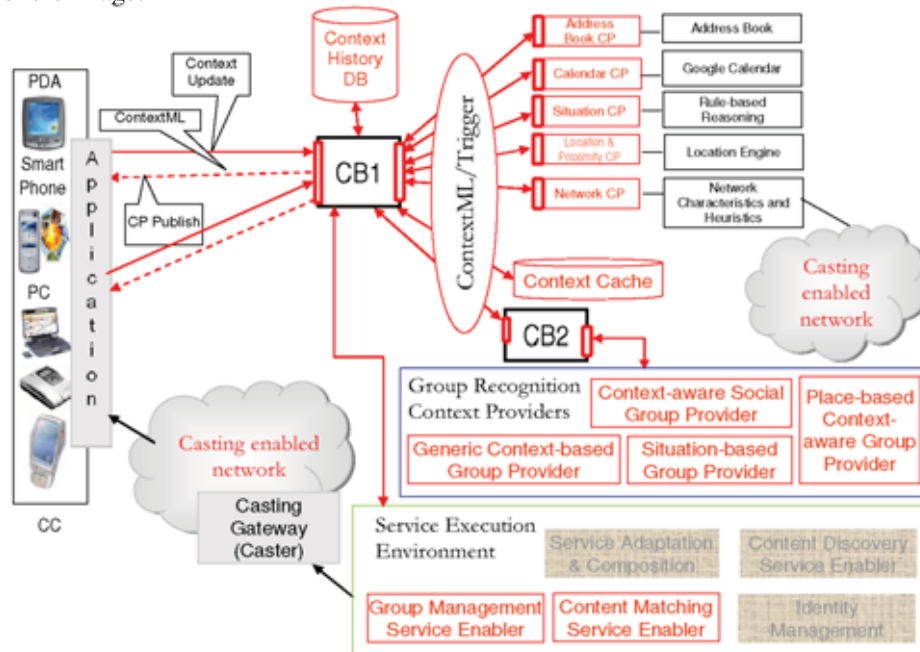 PDA
Smart
Phone
PC
CC
A
p
p
l
i
c
a
t
i
o
n
Context
Update
ContextML
CP Publish
Context
History
DB
CB1
ContextML/Trigger
Address
Book CP
Address Book
Calendar CP
Google Calendar
Situation CP
Rule-based
Reasoning
Location &
Proximity CP
Location Engine
Network CP
Network
Characteristics and
Heuristics
Casting
enabled
network
Context Cache
CB2
Group Recognition
Context Providers
Context-aware Social
Group Provider
Place-based
Context-
aware Group
Provider
Generic Context-based
Group Provider
Situation-based
Group Provider
Casting enabled
network
Casting
Gateway
(Caster)
Service Execution
Environment
Service Adaptation
& Composition
Content Discovery
Service Enabler
Group Management
Service Enabler
Content Matching
Service Enabler
Identity
Management